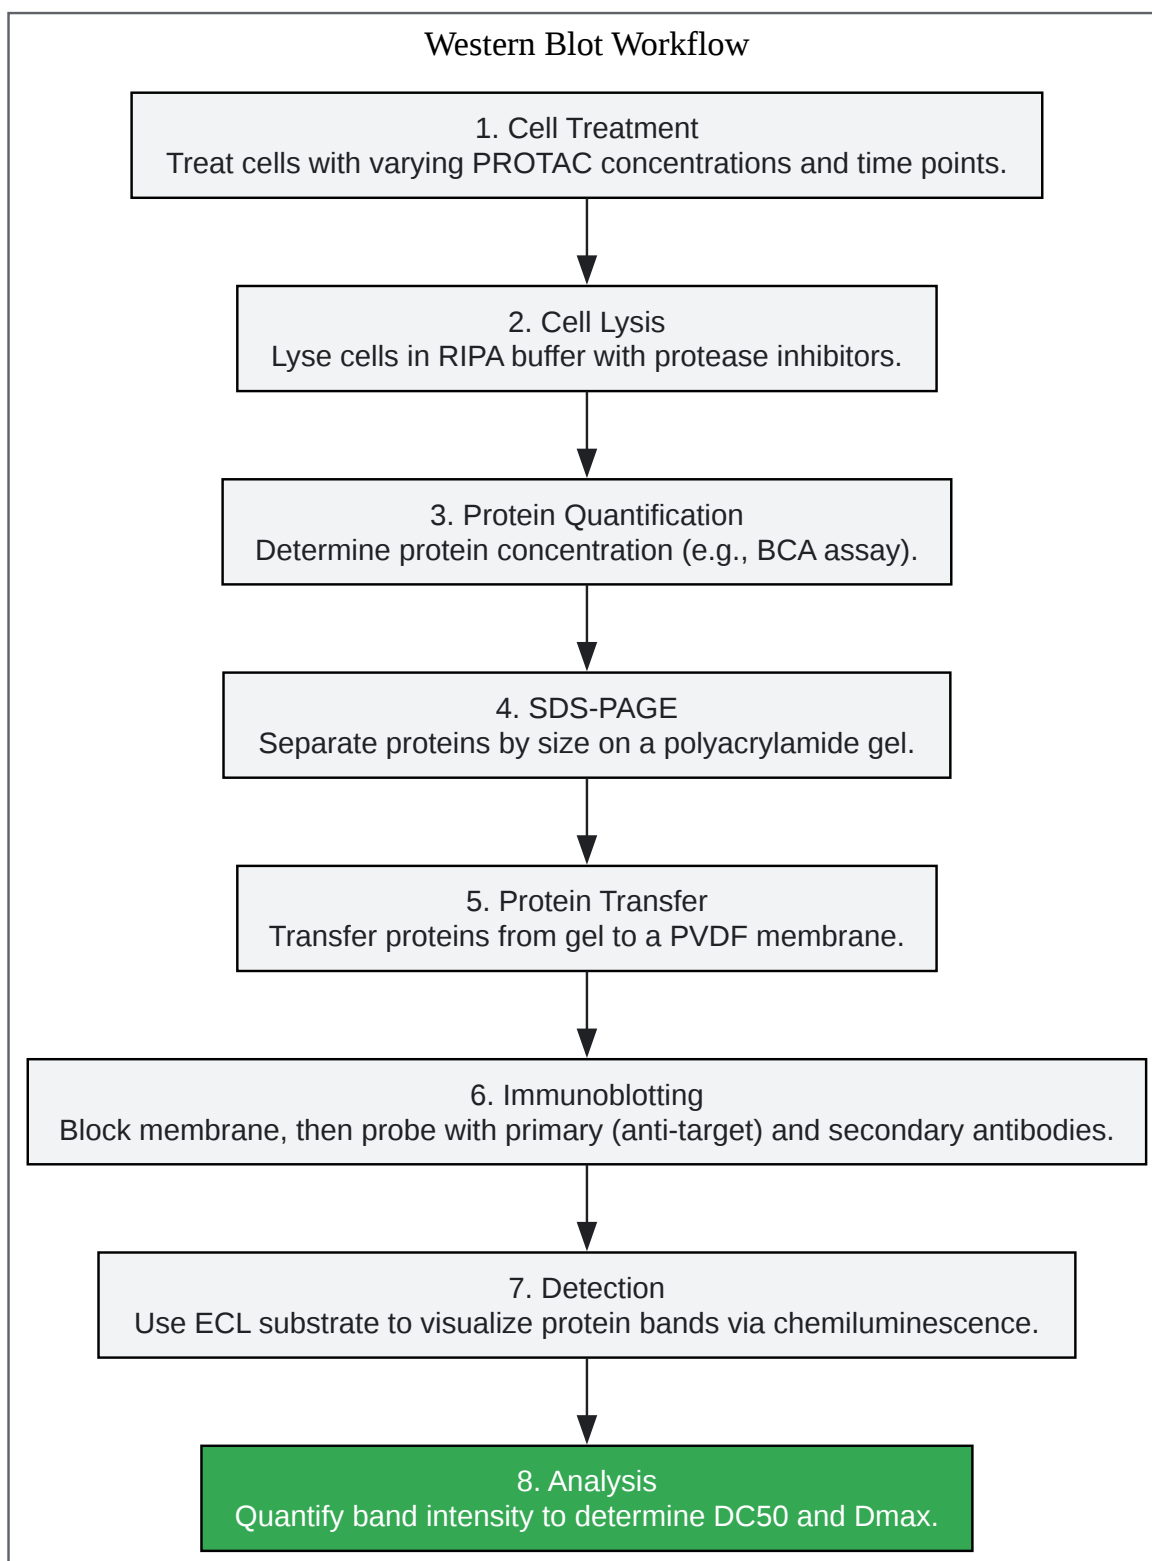 Western Blot Workflow
1. Cell Treatment
Treat cells with varying PROTAC concentrations and time points.
2. Cell Lysis
Lyse cells in RIPA buffer with protease inhibitors.
3. Protein Quantification
Determine protein concentration (e.g., BCA assay).
4. SDS-PAGE
Separate proteins by size on a polyacrylamide gel.
5. Protein Transfer
Transfer proteins from gel to a PVDF membrane.
6. Immunoblotting
Block membrane, then probe with primary (anti-target) and secondary antibodies.
7. Detection
Use ECL substrate to visualize protein bands via chemiluminescence.
8. Analysis
Quantify band intensity to determine DC50 and Dmax.